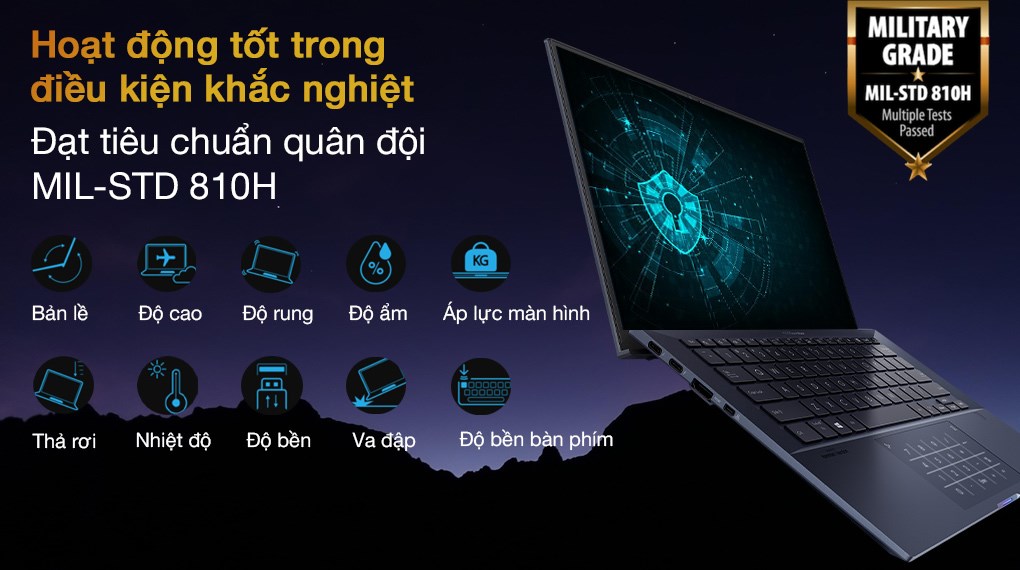 Hoạt động tốt trong
điều kiện khắc nghiệt
Đạt tiêu chuẩn quân đội
MIL-STD 810H
MILITARY
GRADE
MIL-STD 810H
Multiple Tests
Passed
KG
%
Bản lề
Độ cao
Độ rung
Độ ẩm
Áp lực màn hình
Thả rơi
Nhiệt độ
Độ bền
Va đập
Độ bền bàn phím